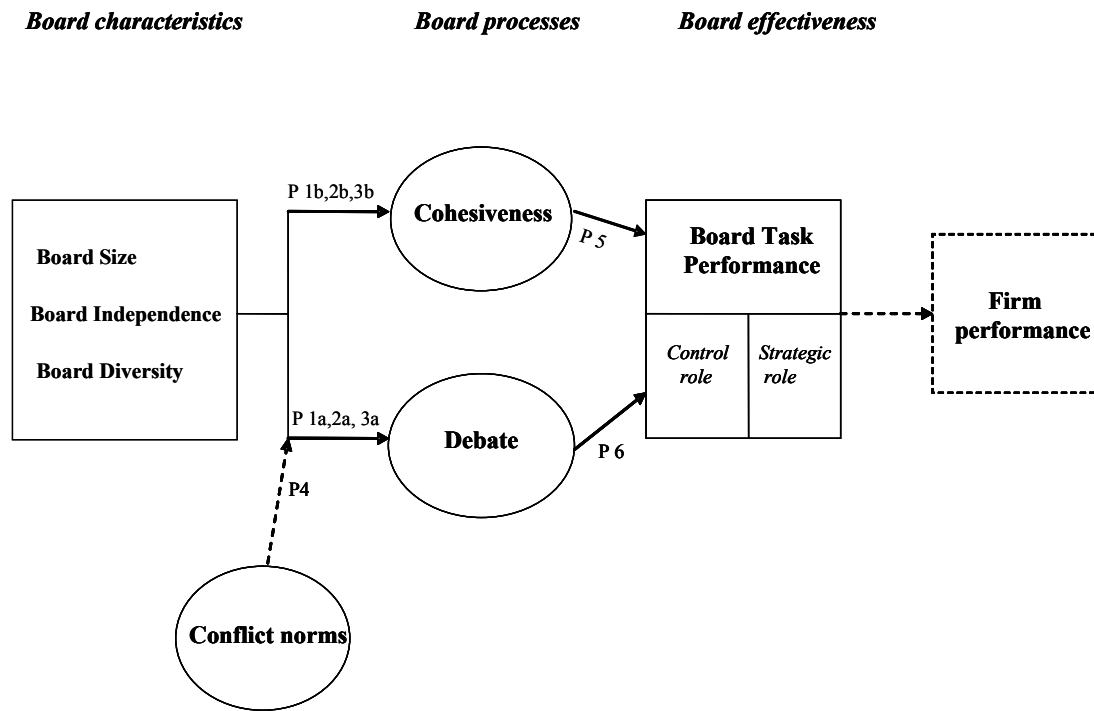 Board characteristics
Board processes
Board effectiveness
P 1b,2b,3b
Cohesiveness
P 5
Board Size
Board Independence
Board Diversity
Board Task
Performance
Control
role
Strategic
role
Firm
performance
P 1a,2a, 3a
Debate
P 6
P4
Conflict norms